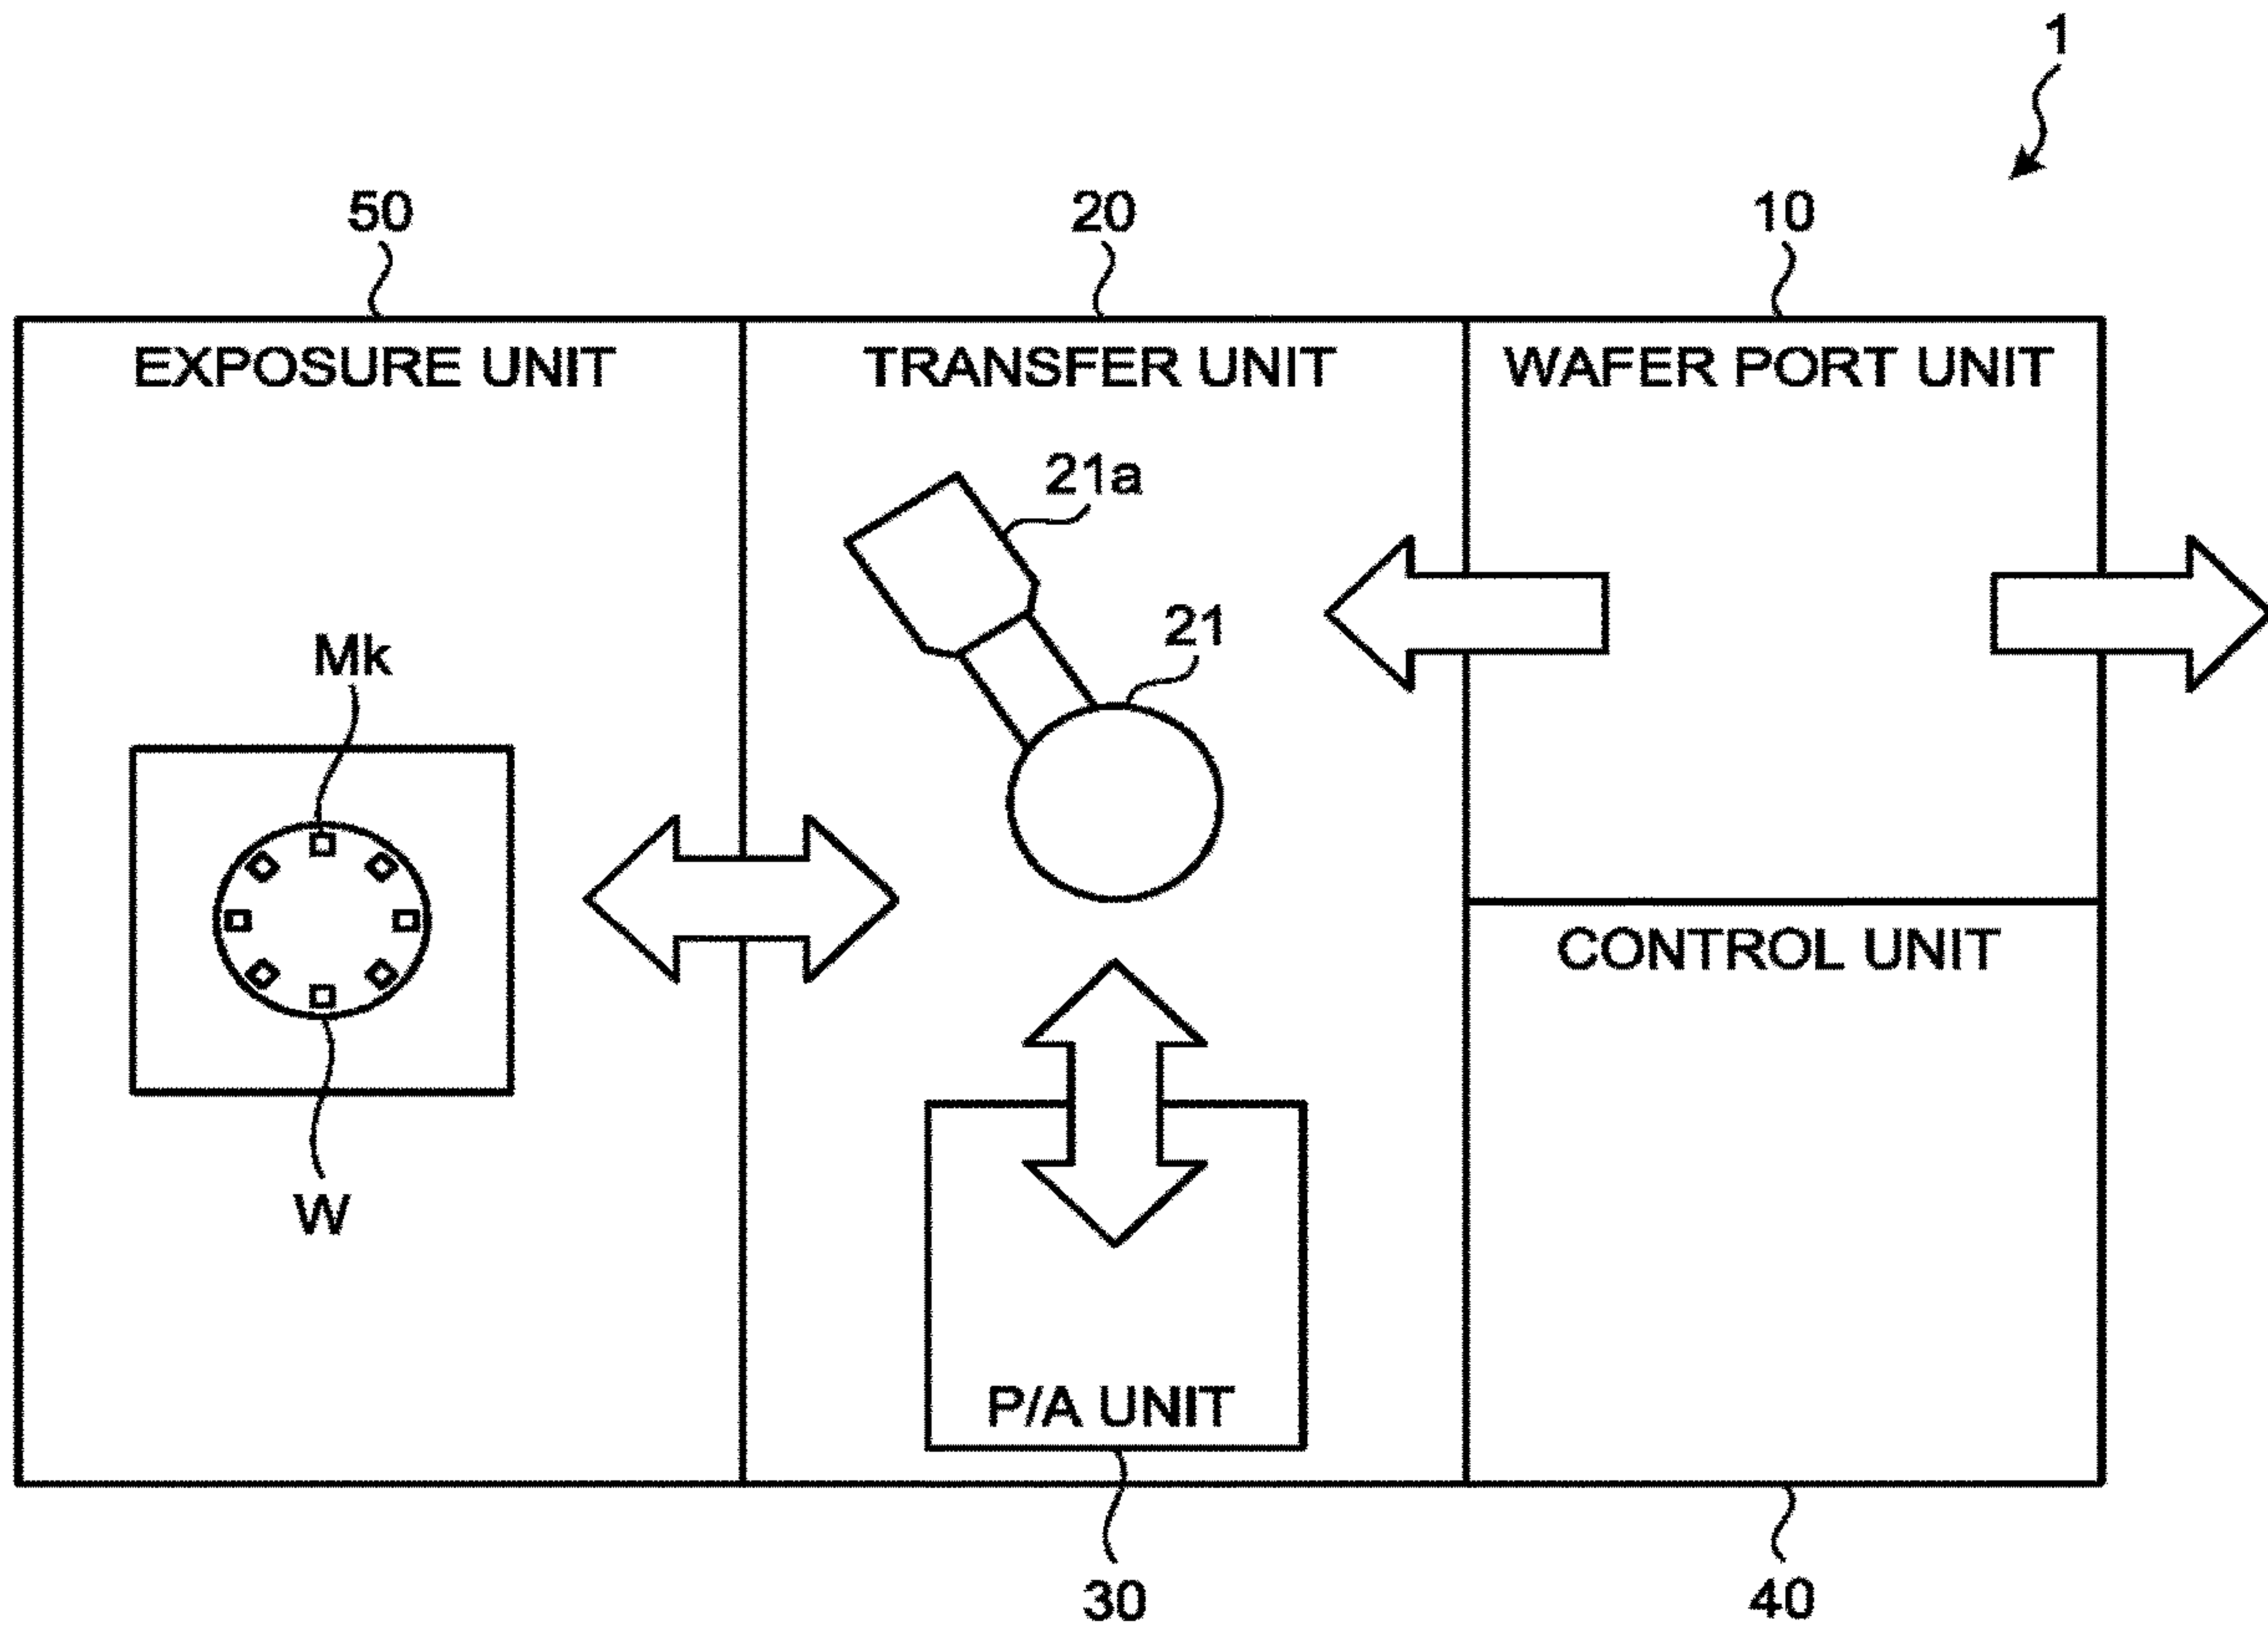 1
50
20
10
EXPOSURE UNIT
TRANSFER UNIT
WAFER PORT UNIT
21a
21
Mk
CONTROL UNIT
W
P/A UNIT
30
40